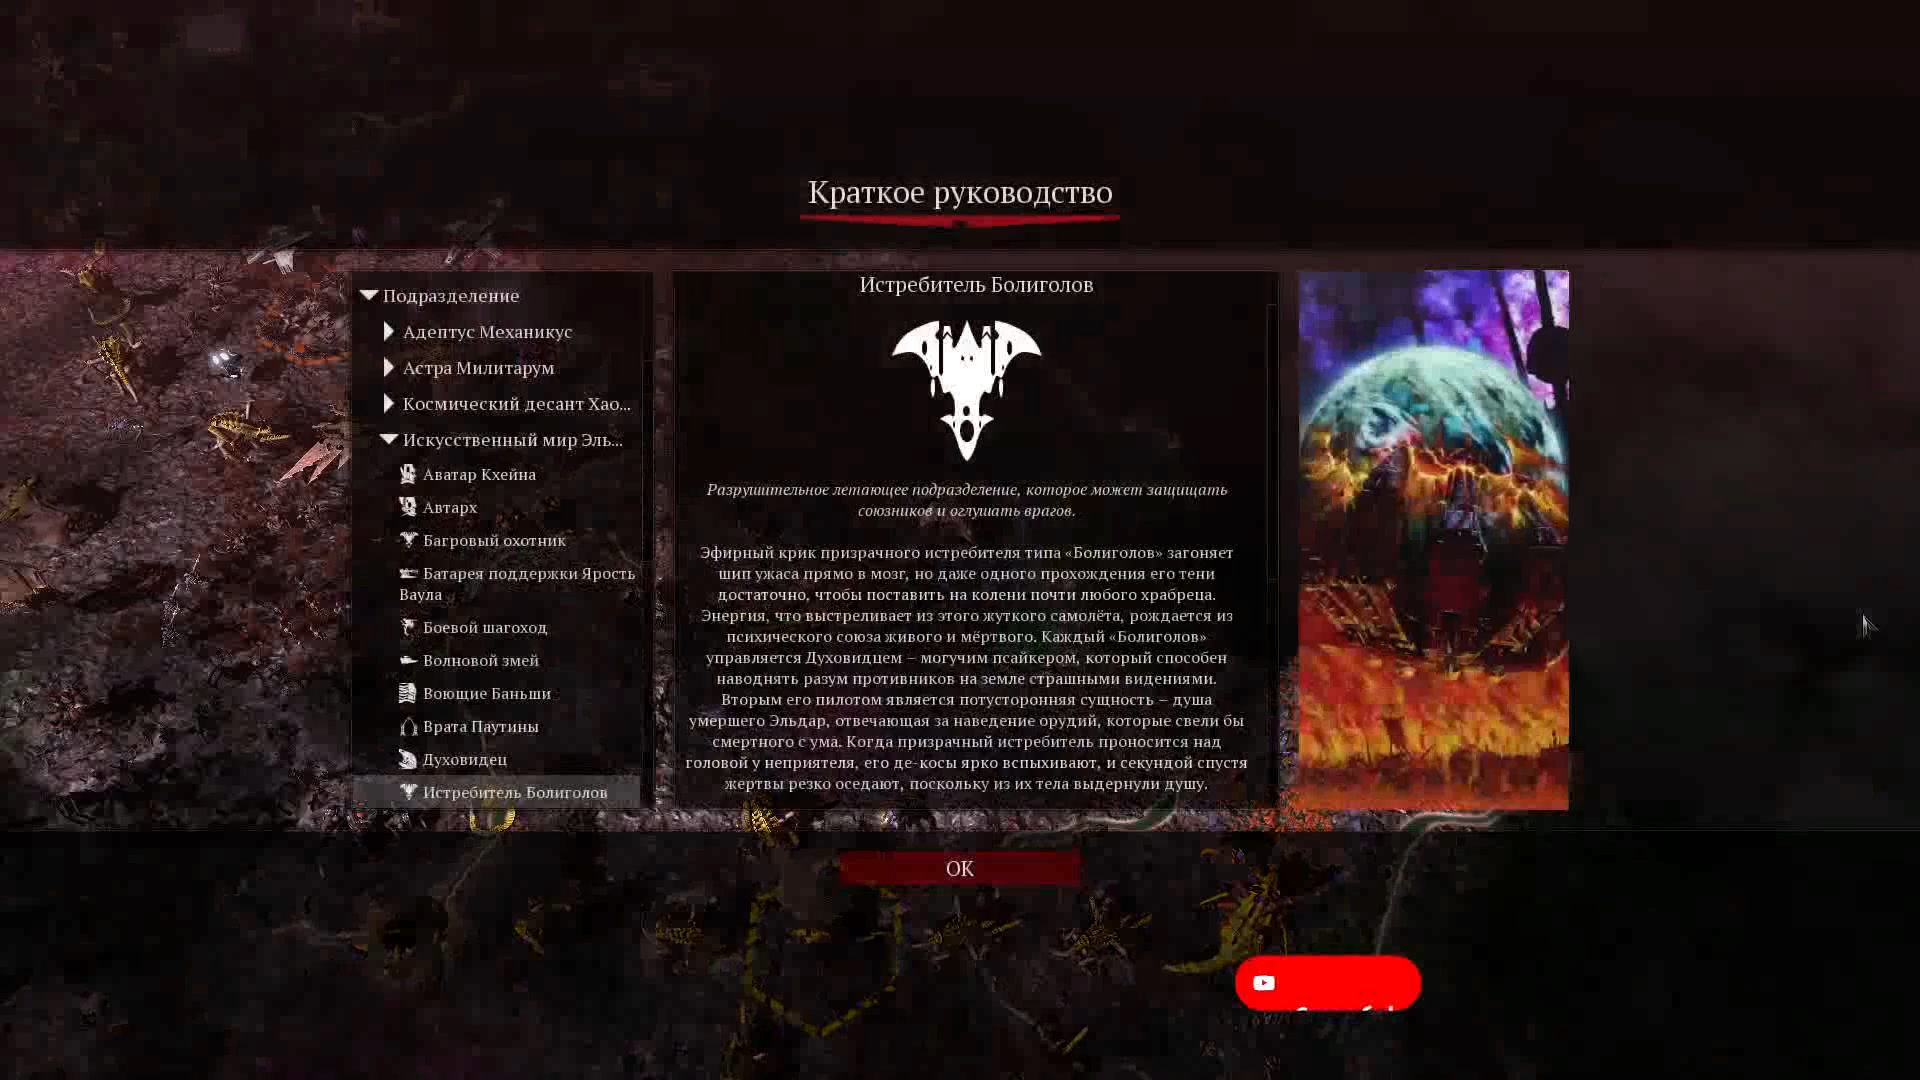 Краткое руководство
Подразделение
Адептус Механикус
Астра Милитарум
Космический десант Хао...
Искусственный мир Эль...
Аватар Кхейна
Автарх
Багровый охотник
Батарея поддержки Ярость
Ваула
Боевой шагоход
Волновой змей
Воющие Баньши
Врата Паутины
Духовидец
Истребитель Болиголов
Истребитель Болиголов
Разрушительное летающее подразделение, которое может защищать
союзников и оглушать врагов.
Эфирный крик призрачного истребителя типа «Болиголов» загоняет
шип ужаса прямо в мозг, но даже одного прохождения его тени
достаточно, чтобы поставить на колени почти любого храбреца.
Энергия, что выстреливает из этого жуткого самолёта, рождается из
психического союза живого и мёртвого. Каждый «Болиголов»
управляется Духовидцем – могучим псайкером, который способен
наводнять разум противников на земле страшными видениями.
Вторым его пилотом является потусторонняя сущность – душа
умершего Эльдар, отвечающая за наведение орудий, которые свели бы
смертного с ума. Когда призрачный истребитель проносится над
головой у неприятеля, его де-косы ярко вспыхивают, и секундой спустя
жертвы резко оседают, поскольку из их тела выдернули душу.
ОК